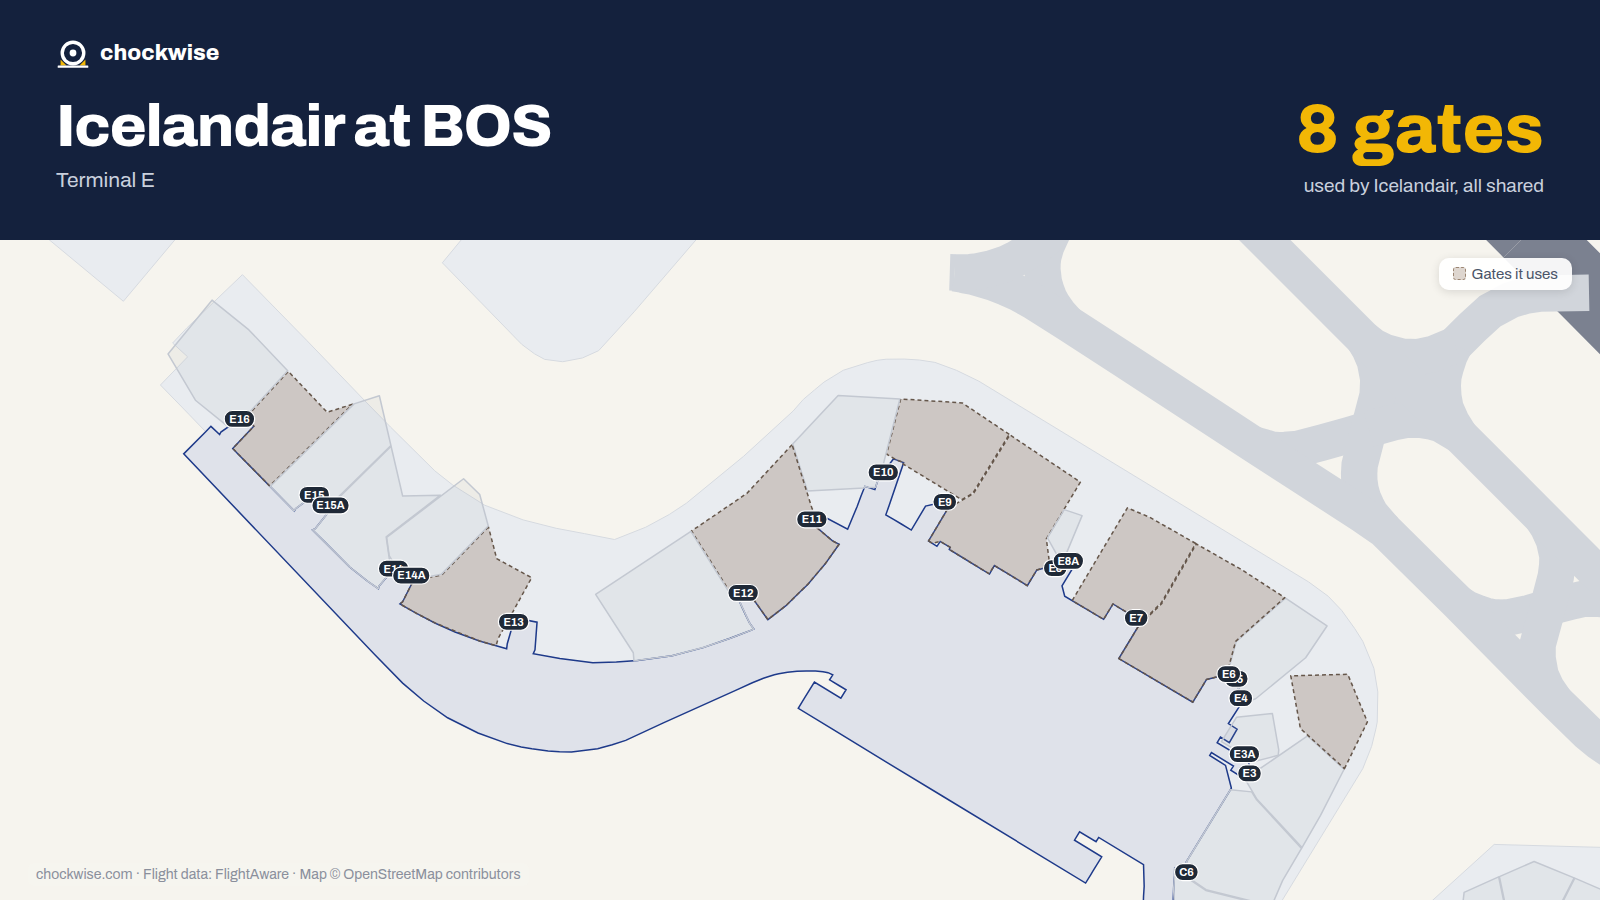 chockwise
Icelandair at BOS
Terminal E
8 gates
used by Icelandair, all shared
Gates it uses
E16
E15
E15A
E14A
E13
E12
E11
E10
E9
E8A
E7
E6
E4
E3A
E3
C6
chockwise.com · Flight data: FlightAware · Map © OpenStreetMap contributors